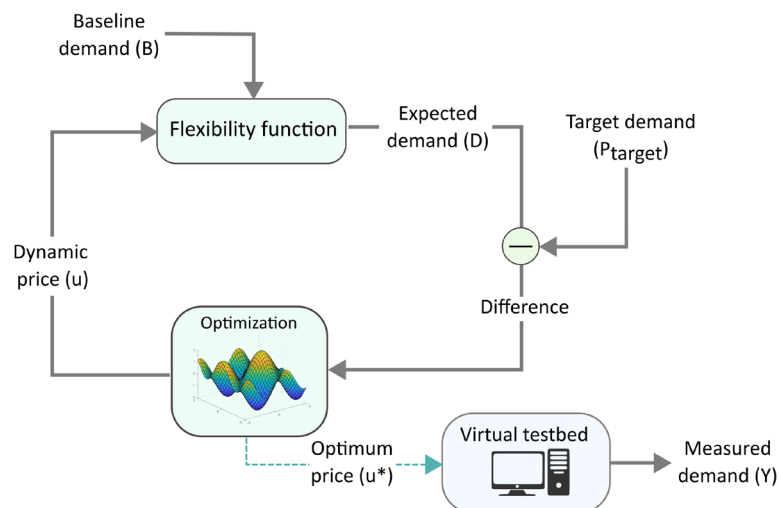 Baseline
demand (B)
Flexibility function
Expected
demand (D)
Target demand
(Ptarget)
Dynamic
price (u)
Difference
Optimization
Optimum
price (u*)
Virtual testbed
Measured
demand (Y)